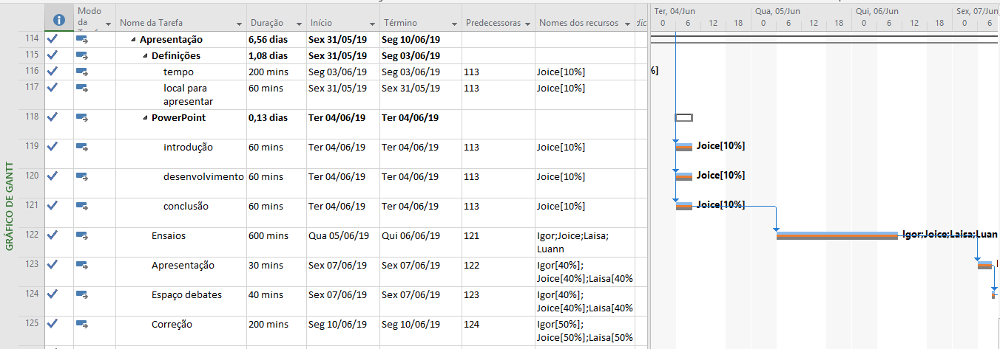 Modo da
Nome da Tarefa
Duração
Início
Término
Predecessoras
Nomes dos recursos
Ter, 04/Jun
Qua, 05/Jun
Qui, 06/Jun
Sex, 07/Jun
0 6 12 18 0 6 12 18 0 6 12 18 0 6
114 Apresentação 6,56 dias Sex 31/05/19 Seg 10/06/19
115 Definições 1,08 dias Sex 31/05/19 Seg 03/06/19
116 tempo 200 mins Seg 03/06/19 Seg 03/06/19 113 Joice[10%] %]
117 local para apresentar 60 mins Sex 31/05/19 Sex 31/05/19 113 Joice[10%]
118 PowerPoint 0,13 dias Ter 04/06/19 Ter 04/06/19
119 introdução 60 mins Ter 04/06/19 Ter 04/06/19 113 Joice[10%] Joice[10%]
120 desenvolvimento 60 mins Ter 04/06/19 Ter 04/06/19 113 Joice[10%] Joice[10%]
121 conclusão 60 mins Ter 04/06/19 Ter 04/06/19 113 Joice[10%] Joice[10%]
122 Ensaios 600 mins Qua 05/06/19 Qui 06/06/19 121 Igor;Joice;Laisa; Luann Igor;Joice;Laisa;Luann
123 Apresentação 30 mins Sex 07/06/19 Sex 07/06/19 122 Igor[40%]; Joice[40%];Laisa[40%
124 Espaço debates 40 mins Sex 07/06/19 Sex 07/06/19 123 Igor[40%]; Joice[40%];Laisa[40%
125 Correção 200 mins Seg 10/06/19 Seg 10/06/19 124 Igor[50%]; Joice[50%];Laisa[50%
GRÁFICO DE GANTT